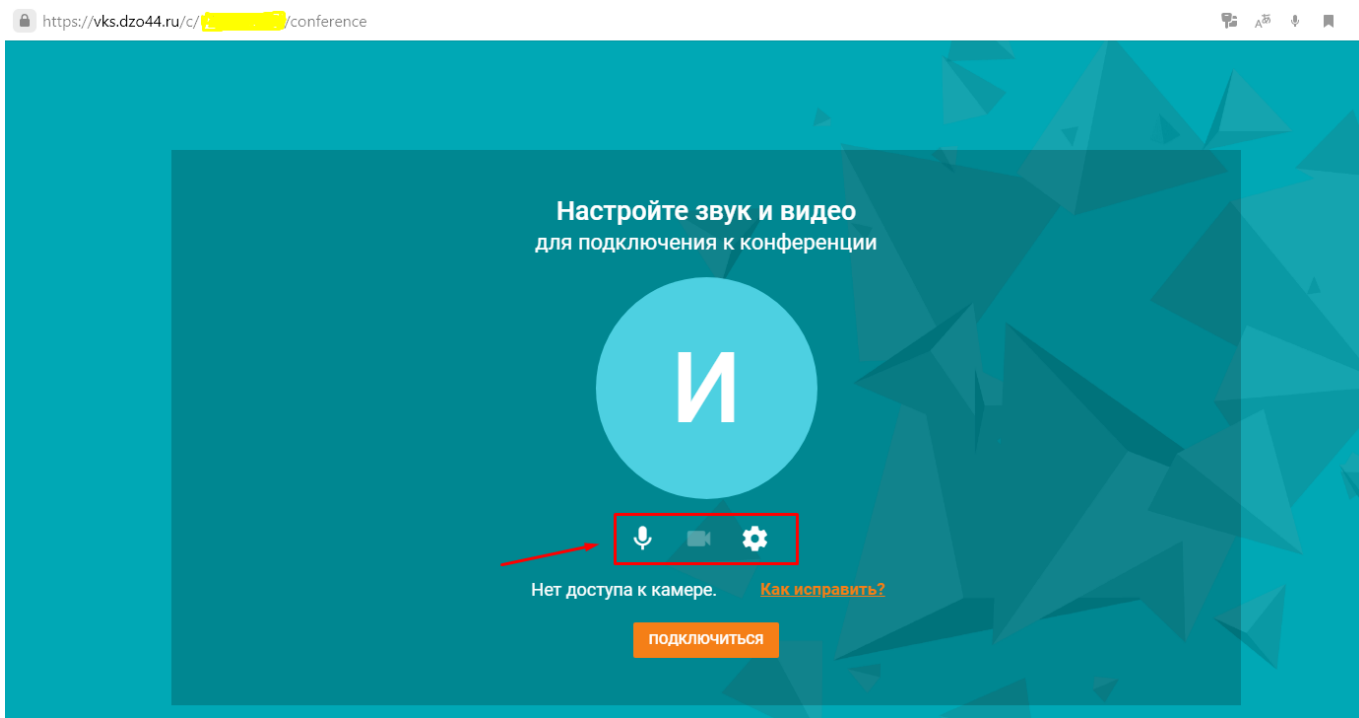 https://vks.dzo44.ru/c/ /conference
Настройте звук и видео
для подключения к конференции
И
Нет доступа к камере. Как исправить?
ПОДКЛЮЧИТЬСЯ